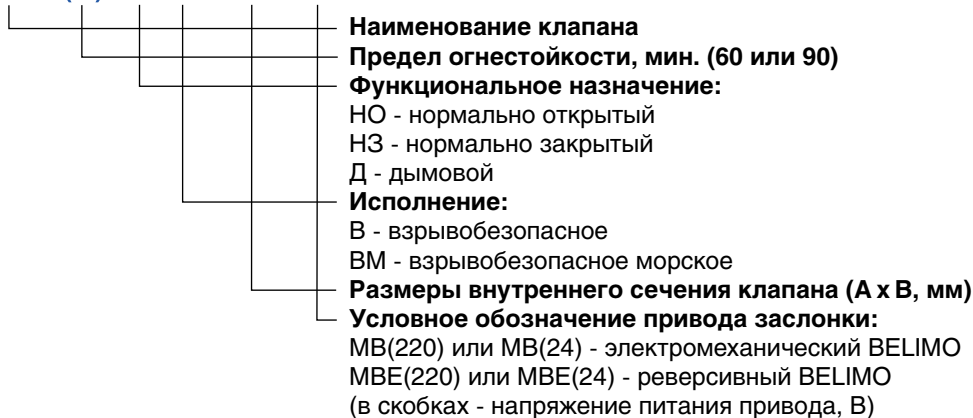 Наименование клапана
Предел огнестойкости, мин. (60 или 90)
Функциональное назначение:
НО - нормально открытый
НЗ - нормально закрытый
Д - дымовой
Исполнение:
В - взрывобезопасное
ВМ - взрывобезопасное морское
Размеры внутреннего сечения клапана (А х В, мм)
Условное обозначение привода заслонки:
МВ(220) или МВ(24) - электромеханический BELIMO
МВЕ(220) или МВЕ(24) - реверсивный BELIMO
(в скобках - напряжение питания привода, В)